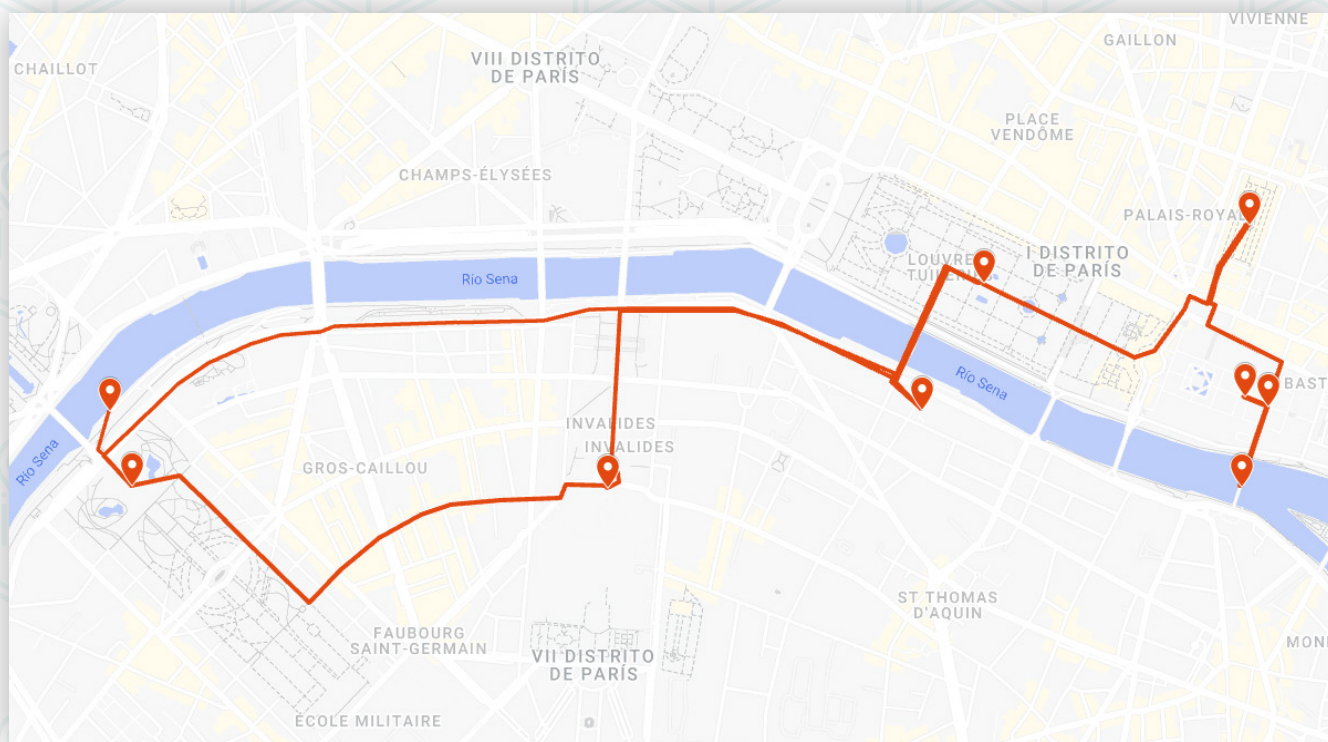 VIVIENNE
GAILLON
VIII DISTRITO
DE PARÍS
CHAILLOT
PLACE
VENDÔME
CHAMPS-ÉLYSÉES
PALAIS-ROYAL
I DISTRITO
DE PARÍS
LOUVRE
TUILERIES
Río Sena
Río Sena
BAST
INVALIDES
INVALIDES
Río Sena
GROS-CAILLOU
ST THOMAS
D'AQUIN
FAUBOURG
SAINT-GERMAIN
MON
VII DISTRITO
DE PARÍS
ÉCOLE MILITAIRE